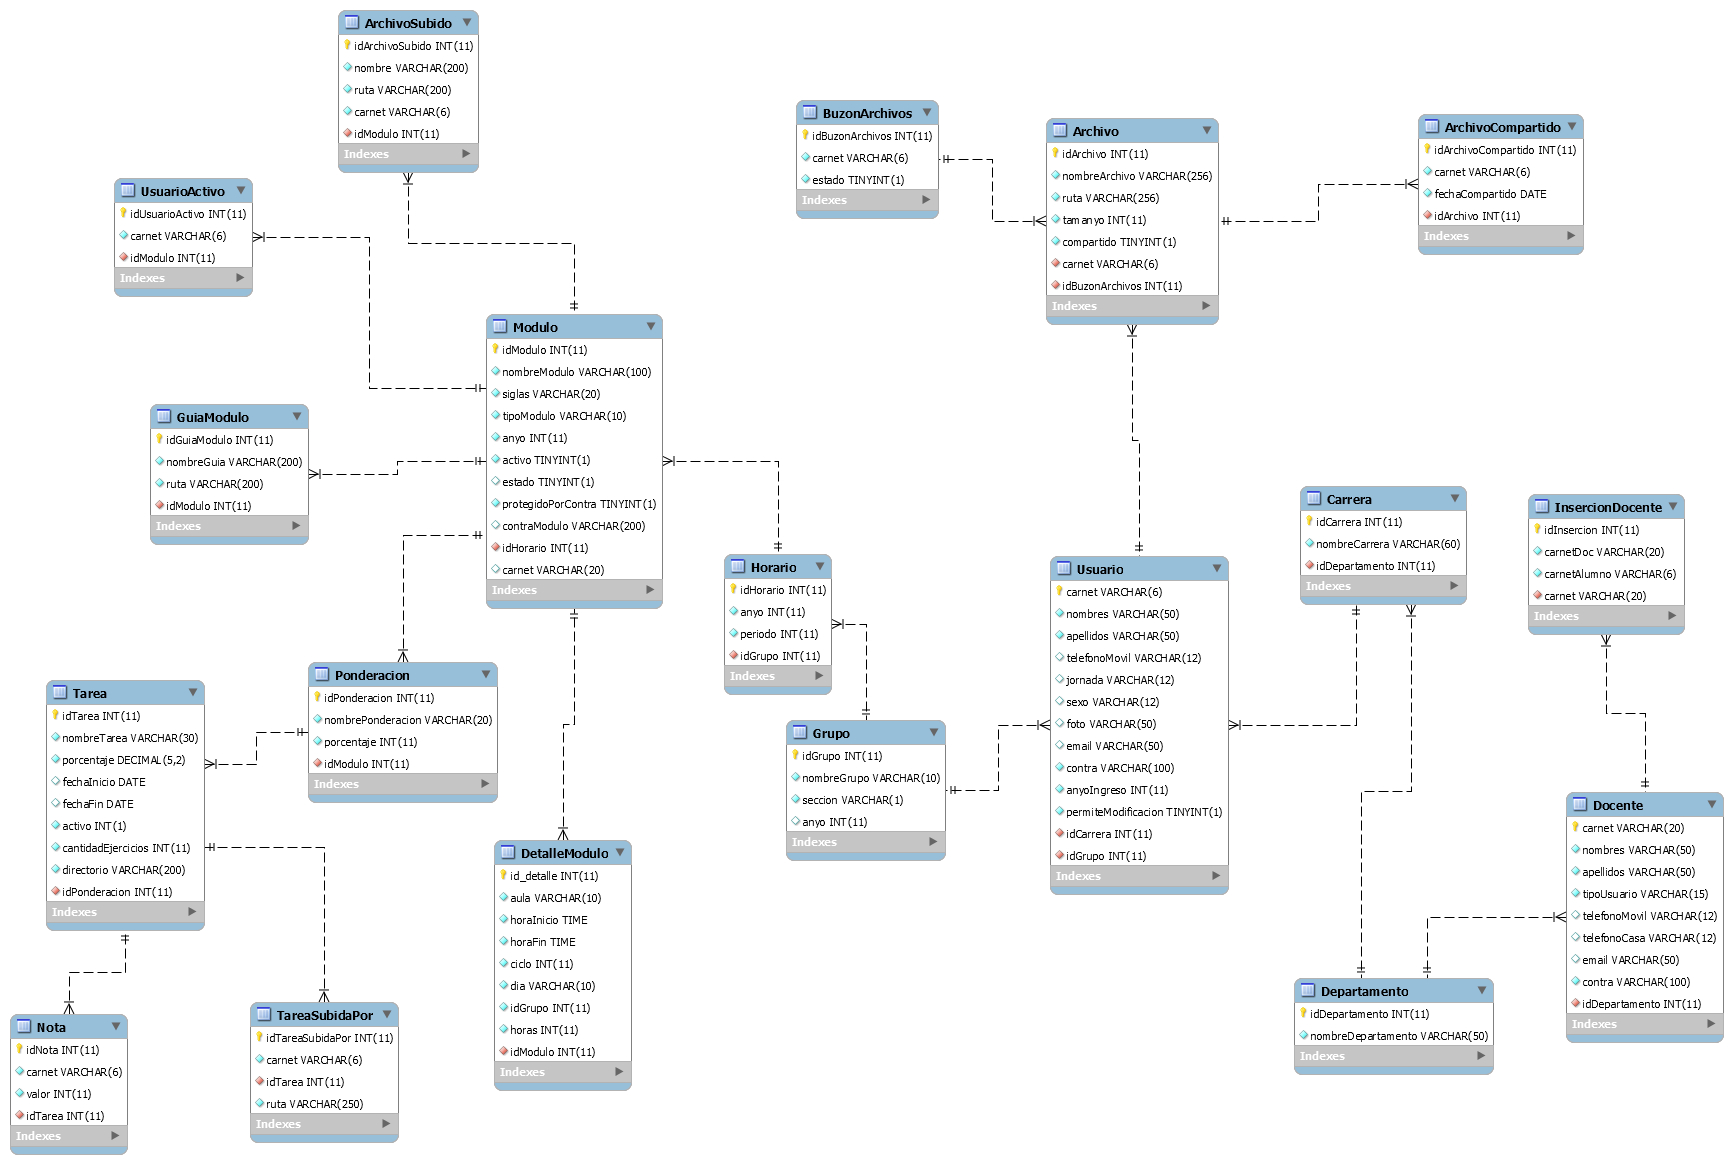 ArchivoSubido
idArchivoSubido INT(11)
nombre VARCHAR(200)
ruta VARCHAR(200)
carnet VARCHAR(6)
idModulo INT(11)
Indexes
BuzonArchivos
idBuzonArchivos INT(11)
carnet VARCHAR(6)
estado TINYINT(1)
Indexes
Archivo
idArchivo INT(11)
nombreArchivo VARCHAR(256)
ruta VARCHAR(256)
tamanyo INT(11)
compartido TINYINT(1)
carnet VARCHAR(6)
idBuzonArchivos INT(11)
Indexes
ArchivoCompartido
idArchivoCompartido INT(11)
carnet VARCHAR(6)
fechaCompartido DATE
idArchivo INT(11)
Indexes
UsuarioActivo
idUsuarioActivo INT(11)
carnet VARCHAR(6)
idModulo INT(11)
Indexes
Modulo
idModulo INT(11)
nombreModulo VARCHAR(100)
siglas VARCHAR(20)
tipoModulo VARCHAR(10)
anyo INT(11)
activo TINYINT(1)
estado TINYINT(1)
protegidoPorContra TINYINT(1)
contraModulo VARCHAR(200)
idHorario INT(11)
carnet VARCHAR(20)
Indexes
GuiaModulo
idGuiaModulo INT(11)
nombreGuia VARCHAR(200)
ruta VARCHAR(200)
idModulo INT(11)
Indexes
Carrera
idCarrera INT(11)
nombreCarrera VARCHAR(60)
idDepartamento INT(11)
Indexes
InsercionDocente
idInsercion INT(11)
carnetDoc VARCHAR(20)
carnetAlumno VARCHAR(6)
carnet VARCHAR(20)
Indexes
Horario
idHorario INT(11)
anyo INT(11)
periodo INT(11)
idGrupo INT(11)
Indexes
Usuario
carnet VARCHAR(6)
nombres VARCHAR(50)
apellidos VARCHAR(50)
telefonoMovil VARCHAR(12)
jornada VARCHAR(12)
sexo VARCHAR(12)
foto VARCHAR(50)
email VARCHAR(50)
contra VARCHAR(100)
anyoIngreso INT(11)
permiteModificacion TINYINT(1)
idCarrera INT(11)
idGrupo INT(11)
Indexes
Ponderacion
idPonderacion INT(11)
nombrePonderacion VARCHAR(20)
porcentaje INT(11)
idModulo INT(11)
Indexes
Tarea
idTarea INT(11)
nombreTarea VARCHAR(30)
porcentaje DECIMAL(5,2)
fechaInicio DATE
fechaFin DATE
activo INT(1)
cantidadEjercicios INT(11)
directorio VARCHAR(200)
idPonderacion INT(11)
Indexes
Grupo
idGrupo INT(11)
nombreGrupo VARCHAR(10)
seccion VARCHAR(1)
anyo INT(11)
Indexes
Docente
carnet VARCHAR(20)
nombres VARCHAR(50)
apellidos VARCHAR(50)
tipoUsuario VARCHAR(15)
telefonoMovil VARCHAR(12)
telefonoCasa VARCHAR(12)
email VARCHAR(50)
contra VARCHAR(100)
idDepartamento INT(11)
Indexes
DetalleModulo
id_detalle INT(11)
aula VARCHAR(10)
horaInicio TIME
horaFin TIME
ciclo INT(11)
dia VARCHAR(10)
idGrupo INT(11)
horas INT(11)
idModulo INT(11)
Indexes
Departamento
idDepartamento INT(11)
nombreDepartamento VARCHAR(50)
Indexes
TareaSubidaPor
idTareaSubidaPor INT(11)
carnet VARCHAR(6)
idTarea INT(11)
ruta VARCHAR(250)
Indexes
Nota
idNota INT(11)
carnet VARCHAR(6)
valor INT(11)
idTarea INT(11)
Indexes